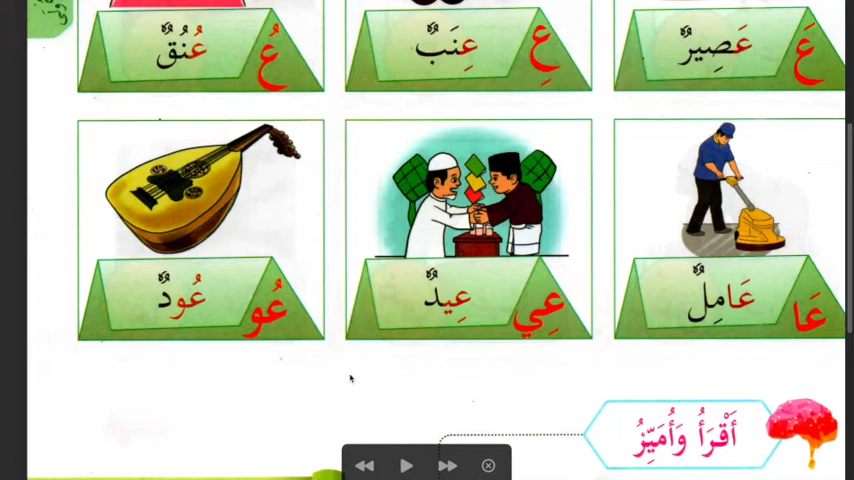 عَ عَصِيرٌ
عِ عِنَبٌ
عُ عُنُقٌ
عَا عَامِلٌ
عِي عِيدٌ
عُو عُودٌ
أَقْرَأُ وَأُمَيِّزُ